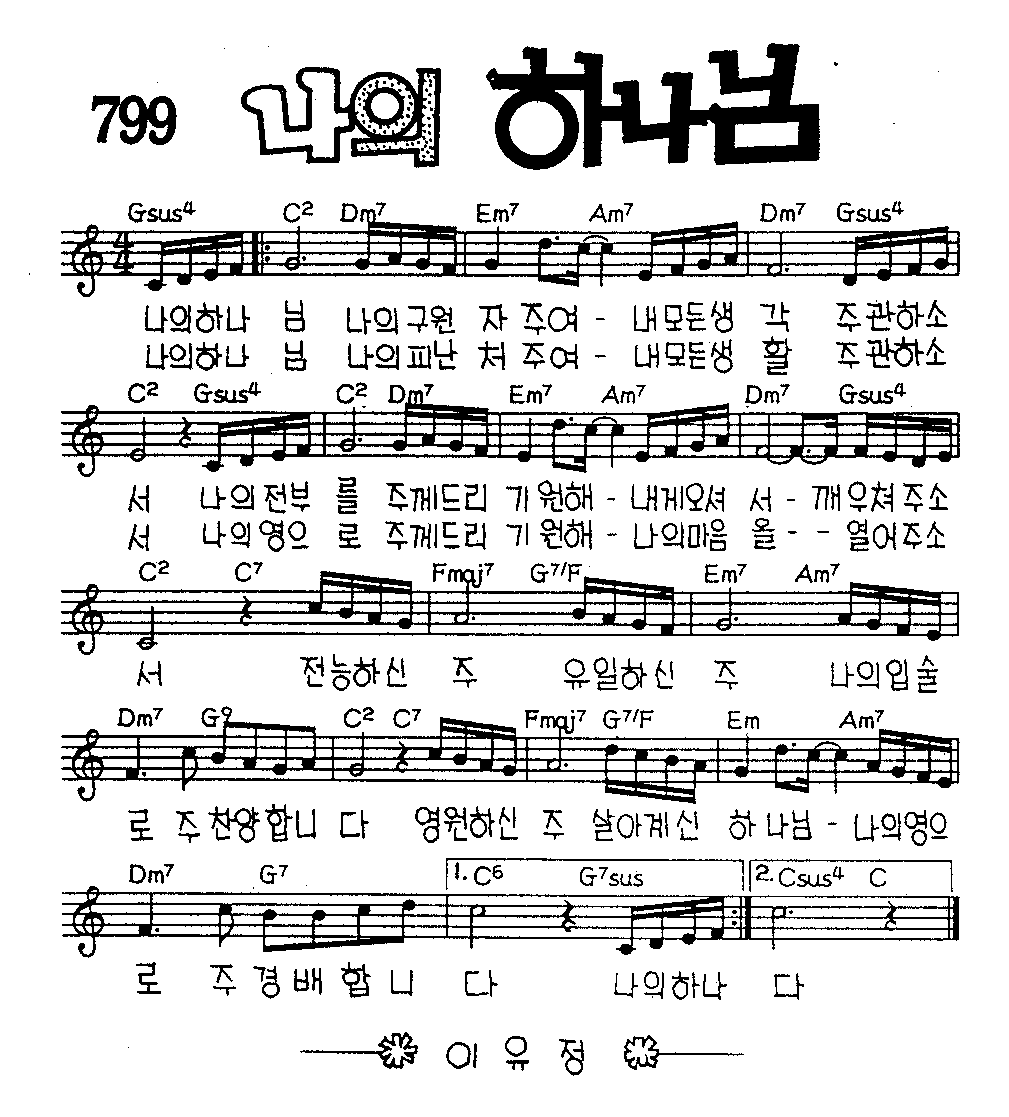 799 나의 하나님
Gsus4 C2 Dm7 Em7 Am7 Dm7 Gsus4
나의하나 님 나의구원 자 주여 - 내모든생 각 주관하소
나의하나 님 나의피난 쳐 주여 - 내모든생 활 주관하소
C2 Gsus4 C2 Dm7 Em7 Am7 Dm7 Gsus4
서 나의전부 를 주께드리 기 원해 - 내게오셔 서 - 깨우쳐주소
서 나의영으 로 주께드리 기 원해 - 나의마음 을 - - 열어주소
C2 C7 Fmaj7 G7/F Em7 Am7
서 전능하신 주 유일하신 주 나의입술
Dm7 G9 C2 C7 Fmaj7 G7/F Em Am7
로 주 찬양합니 다 영원하신 주 살아계신 하 나님 - 나의영으
Dm7 G7 1. C6 G7sus 2. Csus4 C
로 주 경 배 합 니 다 나의하나 다
이 유 정